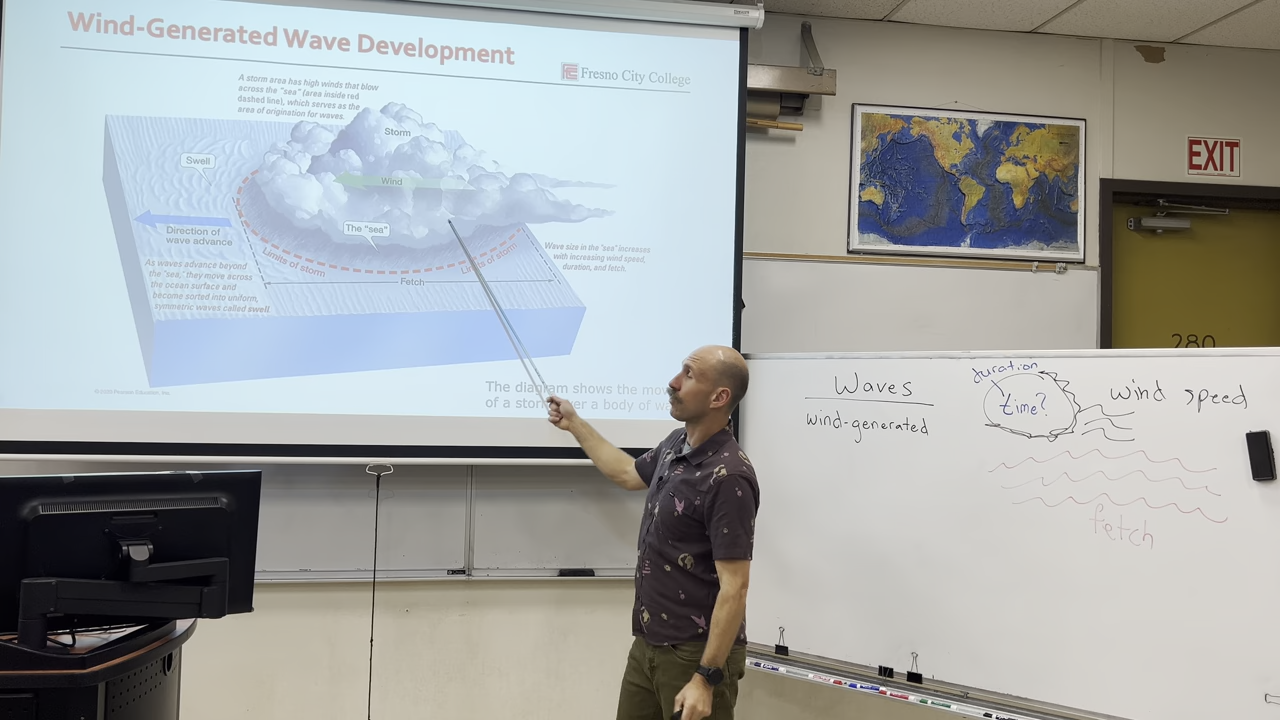 Wind-Generated Wave Development
FC
Fresno City College
A storm area has high winds that blow
across the "sea" (area inside red
dashed line), which serves as the
area of origination for waves.
Storm
Swell
Wind
The "sea"
Direction of
wave advance
Limits of storm
Limits of storm
Fetch
Wave size in the "sea" increases
with increasing wind speed,
duration, and fetch.
As waves advance beyond
the "sea," they move across
the ocean surface and
become sorted into uniform,
symmetric waves called swell.
The diagram shows the
of a storm over a body of
EXIT
280
Waves
wind-generated
duration
time?
wind speed
fetch